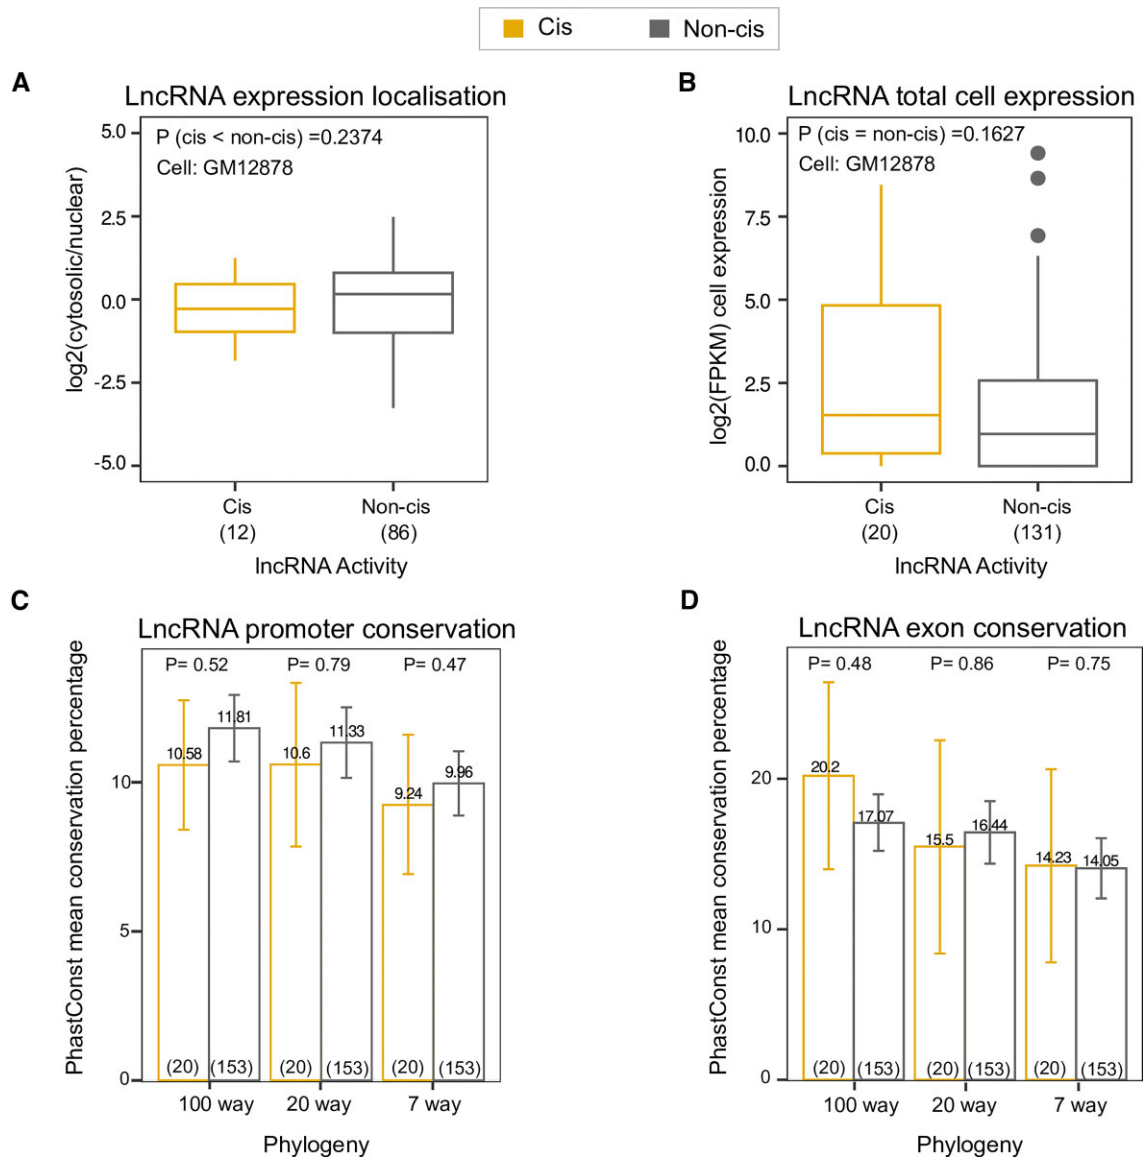 Cis
Non-cis
A
LncRNA expression localisation
P (cis < non-cis) =0.2374
Cell: GM12878
log2(cytosolic/nuclear)
5.0
2.5
0.0
-2.5
-5.0
Cis
(12)
Non-cis
(86)
lncRNA Activity
B
LncRNA total cell expression
P (cis = non-cis) =0.1627
Cell: GM12878
log2(FPKM) cell expression
10.0
7.5
5.0
2.5
0.0
Cis
(20)
Non-cis
(131)
lncRNA Activity
C
LncRNA promoter conservation
P= 0.52 P= 0.79 P= 0.47
PhastConst mean conservation percentage
10
5
0
10.58 11.81 10.6 11.33 9.24 9.96
(20) (153) (20) (153) (20) (153)
100 way 20 way 7 way
Phylogeny
D
LncRNA exon conservation
P= 0.48 P= 0.86 P= 0.75
PhastConst mean conservation percentage
20
10
0
20.2 17.07 15.5 16.44 14.23 14.05
(20) (153) (20) (153) (20) (153)
100 way 20 way 7 way
Phylogeny